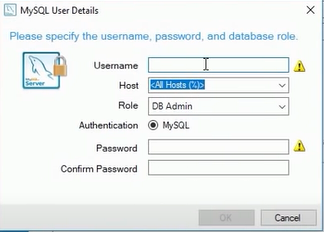 MySQL User Details
Please specify the username, password, and database role.
Username
Host <All Hosts (%)>
Role DB Admin
Authentication MySQL
Password
Confirm Password
Server
OK Cancel